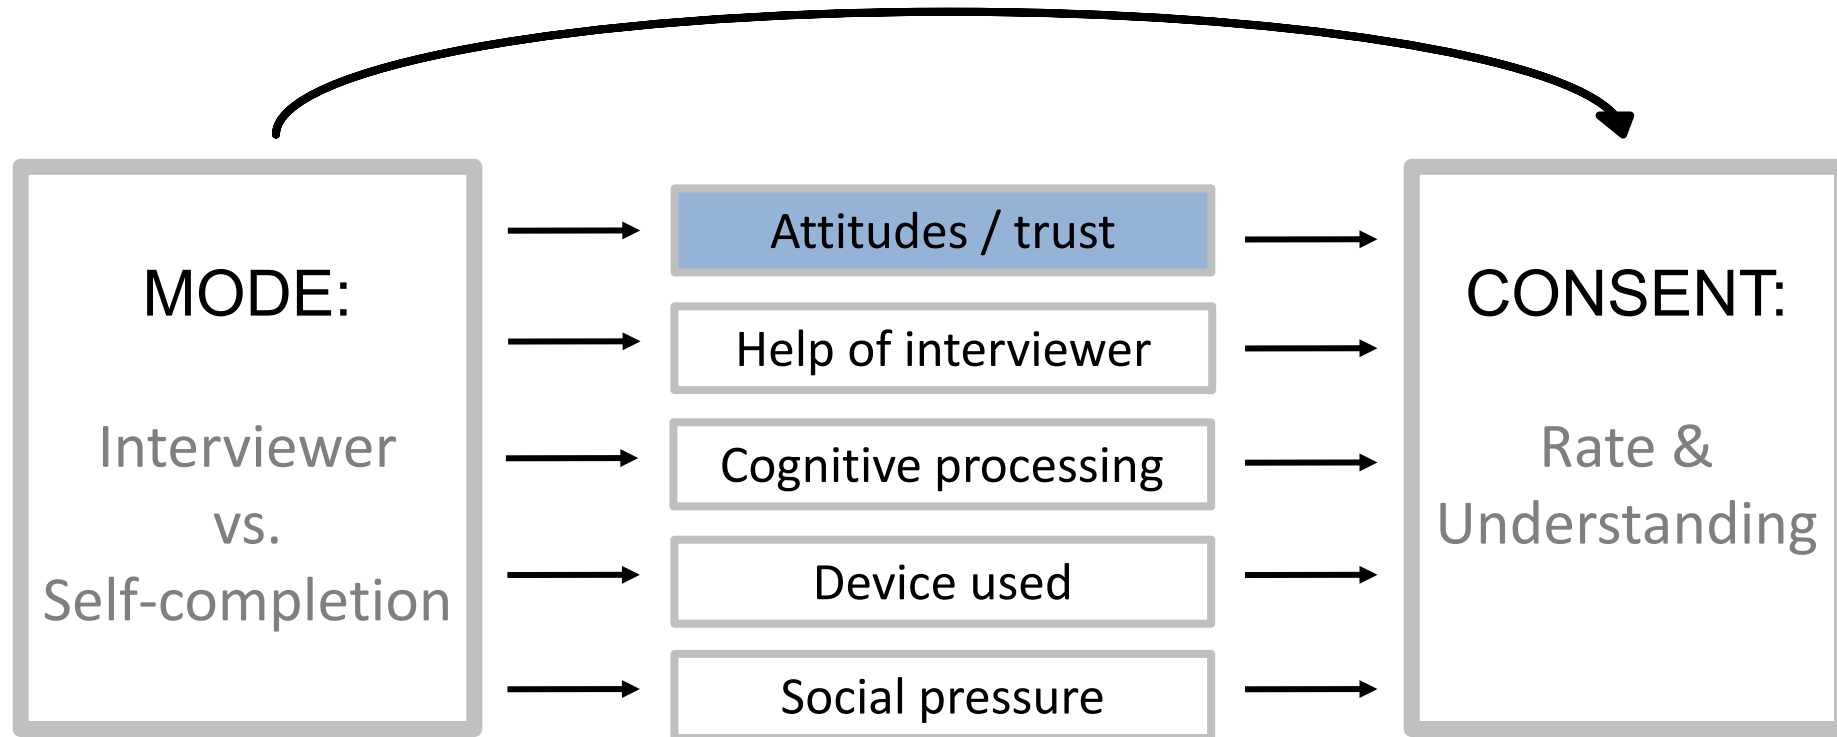 MODE:
Interviewer
vs.
Self-completion
Attitudes / trust
Help of interviewer
Cognitive processing
Device used
Social pressure
CONSENT:
Rate &
Understanding